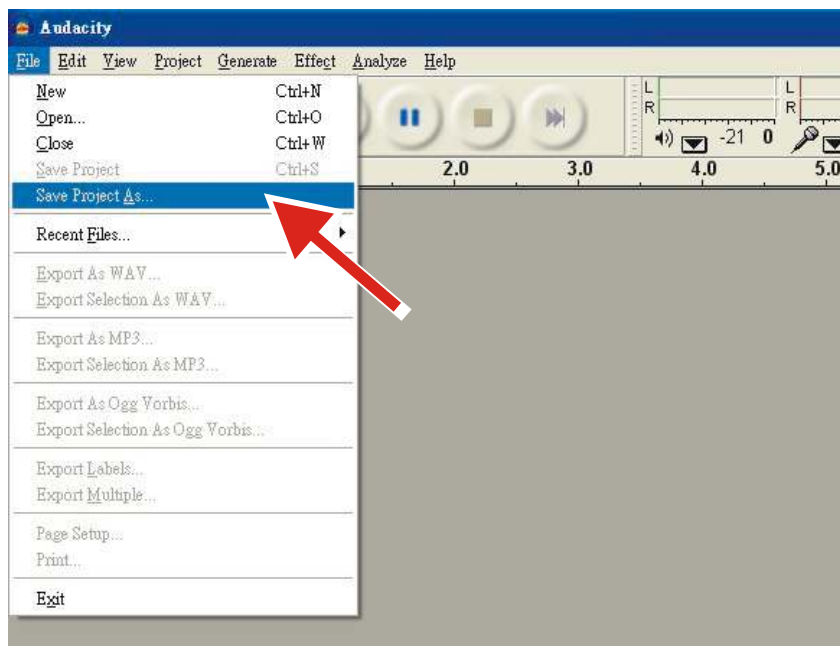 Audacity
File Edit View Project Generate Effect Analyze Help
New Ctrl+N
Open... Ctrl+O
Close Ctrl+W
Save Project Ctrl+S
Save Project As...
Recent Files...
Export As WAV...
Export Selection As WAV...
Export As MP3...
Export Selection As MP3...
Export As Ogg Vorbis...
Export Selection As Ogg Vorbis...
Export Labels...
Export Multiple...
Page Setup...
Print...
Exit
L L
R R
-21 0
2.0 3.0 4.0 5.0